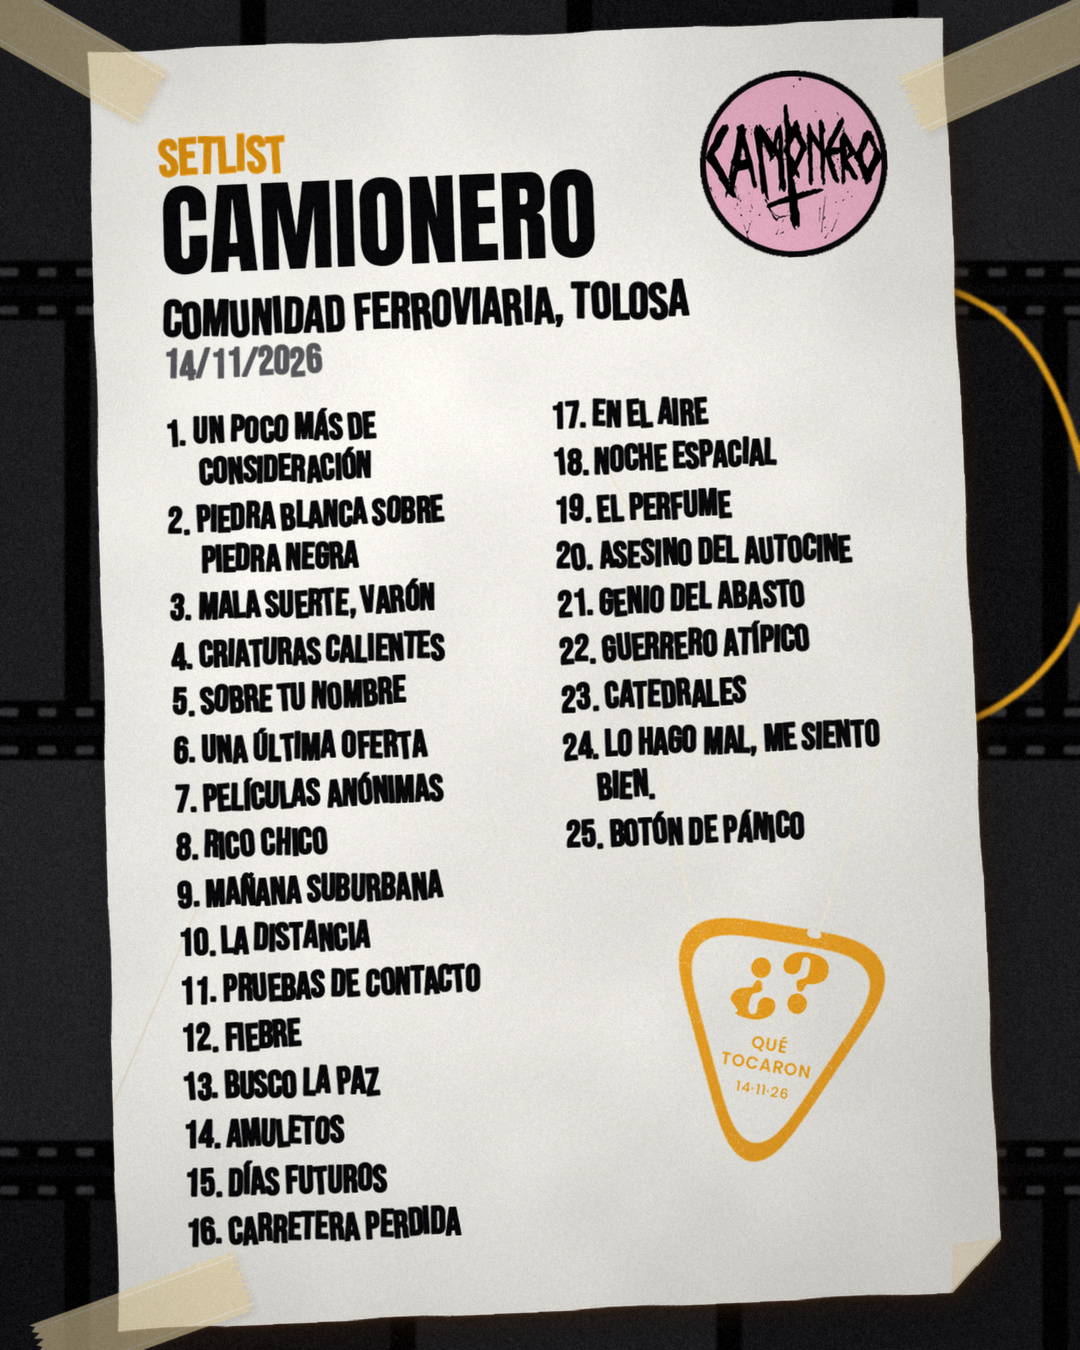 SETLIST
CAMIONERO
CAMIONERO
COMUNIDAD FERROVIARIA, TOLOSA
14/11/2026
1. UN POCO MÁS DE
CONSIDERACIÓN
2. PIEDRA BLANCA SOBRE
PIEDRA NEGRA
3. MALA SUERTE, VARÓN
4. CRIATURAS CALIENTES
5. SOBRE TU NOMBRE
6. UNA ÚLTIMA OFERTA
7. PELÍCULAS ANÓNIMAS
8. RICO CHICO
9. MAÑANA SUBURBANA
10. LA DISTANCIA
11. PRUEBAS DE CONTACTO
12. FIEBRE
13. BUSCO LA PAZ
14. AMULETOS
15. DÍAS FUTUROS
16. CARRETERA PERDIDA
17. EN EL AIRE
18. NOCHE ESPACIAL
19. EL PERFUME
20. ASESINO DEL AUTOCINE
21. GENIO DEL ABASTO
22. GUERRERO ATÍPICO
23. CATEDRALES
24. LO HAGO MAL, ME SIENTO
BIEN.
25. BOTÓN DE PÁNICO
¿?
QUÉ
TOCARON
14·11·26